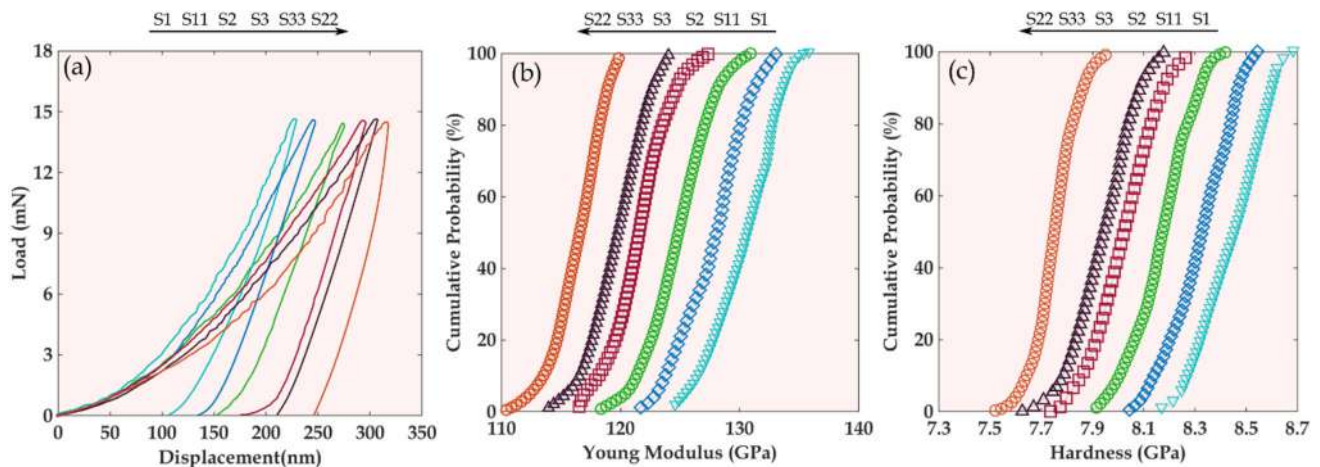 S1 S11 S2 S3 S33 S22
S22 S33 S3 S2 S11 S1
S22 S33 S3 S2 S11 S1
(a)
18
15
12
9
6
3
0
Load (mN)
0 50 100 150 200 250 300 350
Displacement(nm)
(b)
100
80
60
40
20
0
Cumulative Probability (%)
110 120 130 140
Young Modulus (GPa)
(c)
100
80
60
40
20
0
Cumulative Probability (%)
7.3 7.5 7.7 7.9 8.1 8.3 8.5 8.7
Hardness (GPa)